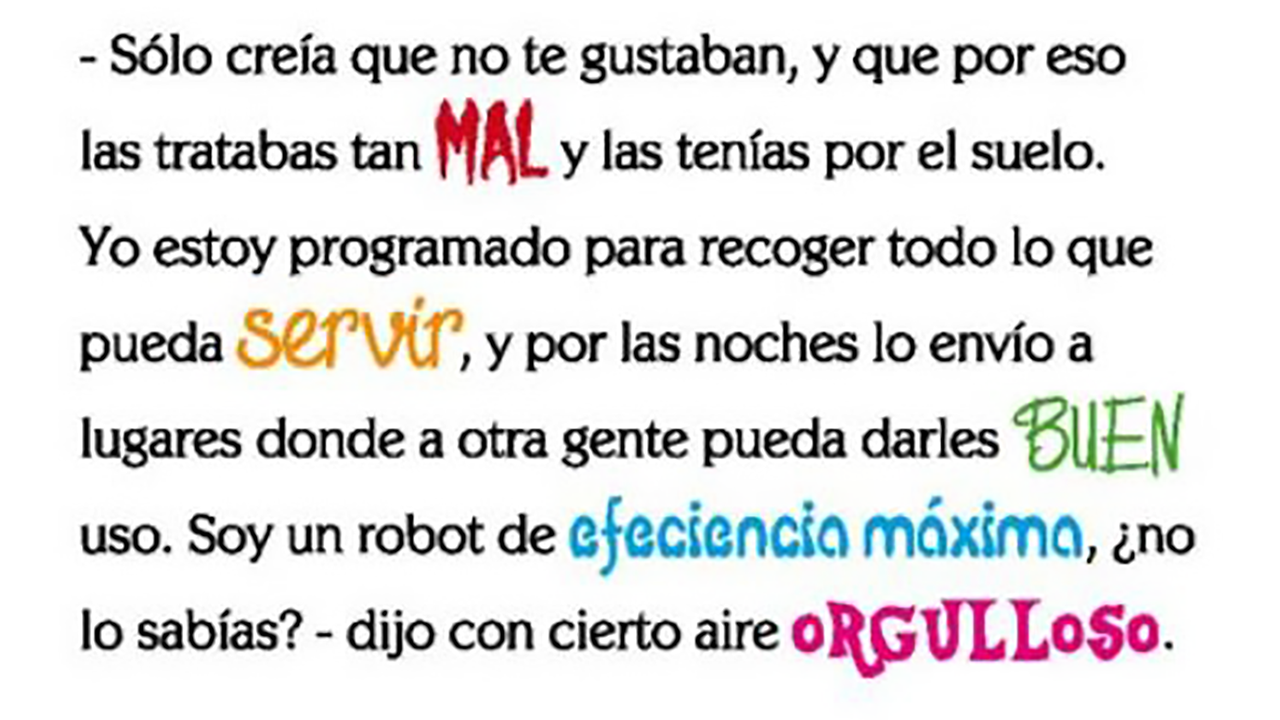 - Sólo creía que no te gustaban, y que por eso
las tratabas tan MAL y las tenías por el suelo.
Yo estoy programado para recoger todo lo que
pueda servir, y por las noches lo envío a
lugares donde a otra gente pueda darles BUEN
uso. Soy un robot de efeciencia máxima, ¿no
lo sabías? - dijo con cierto aire oRGULLoSo.